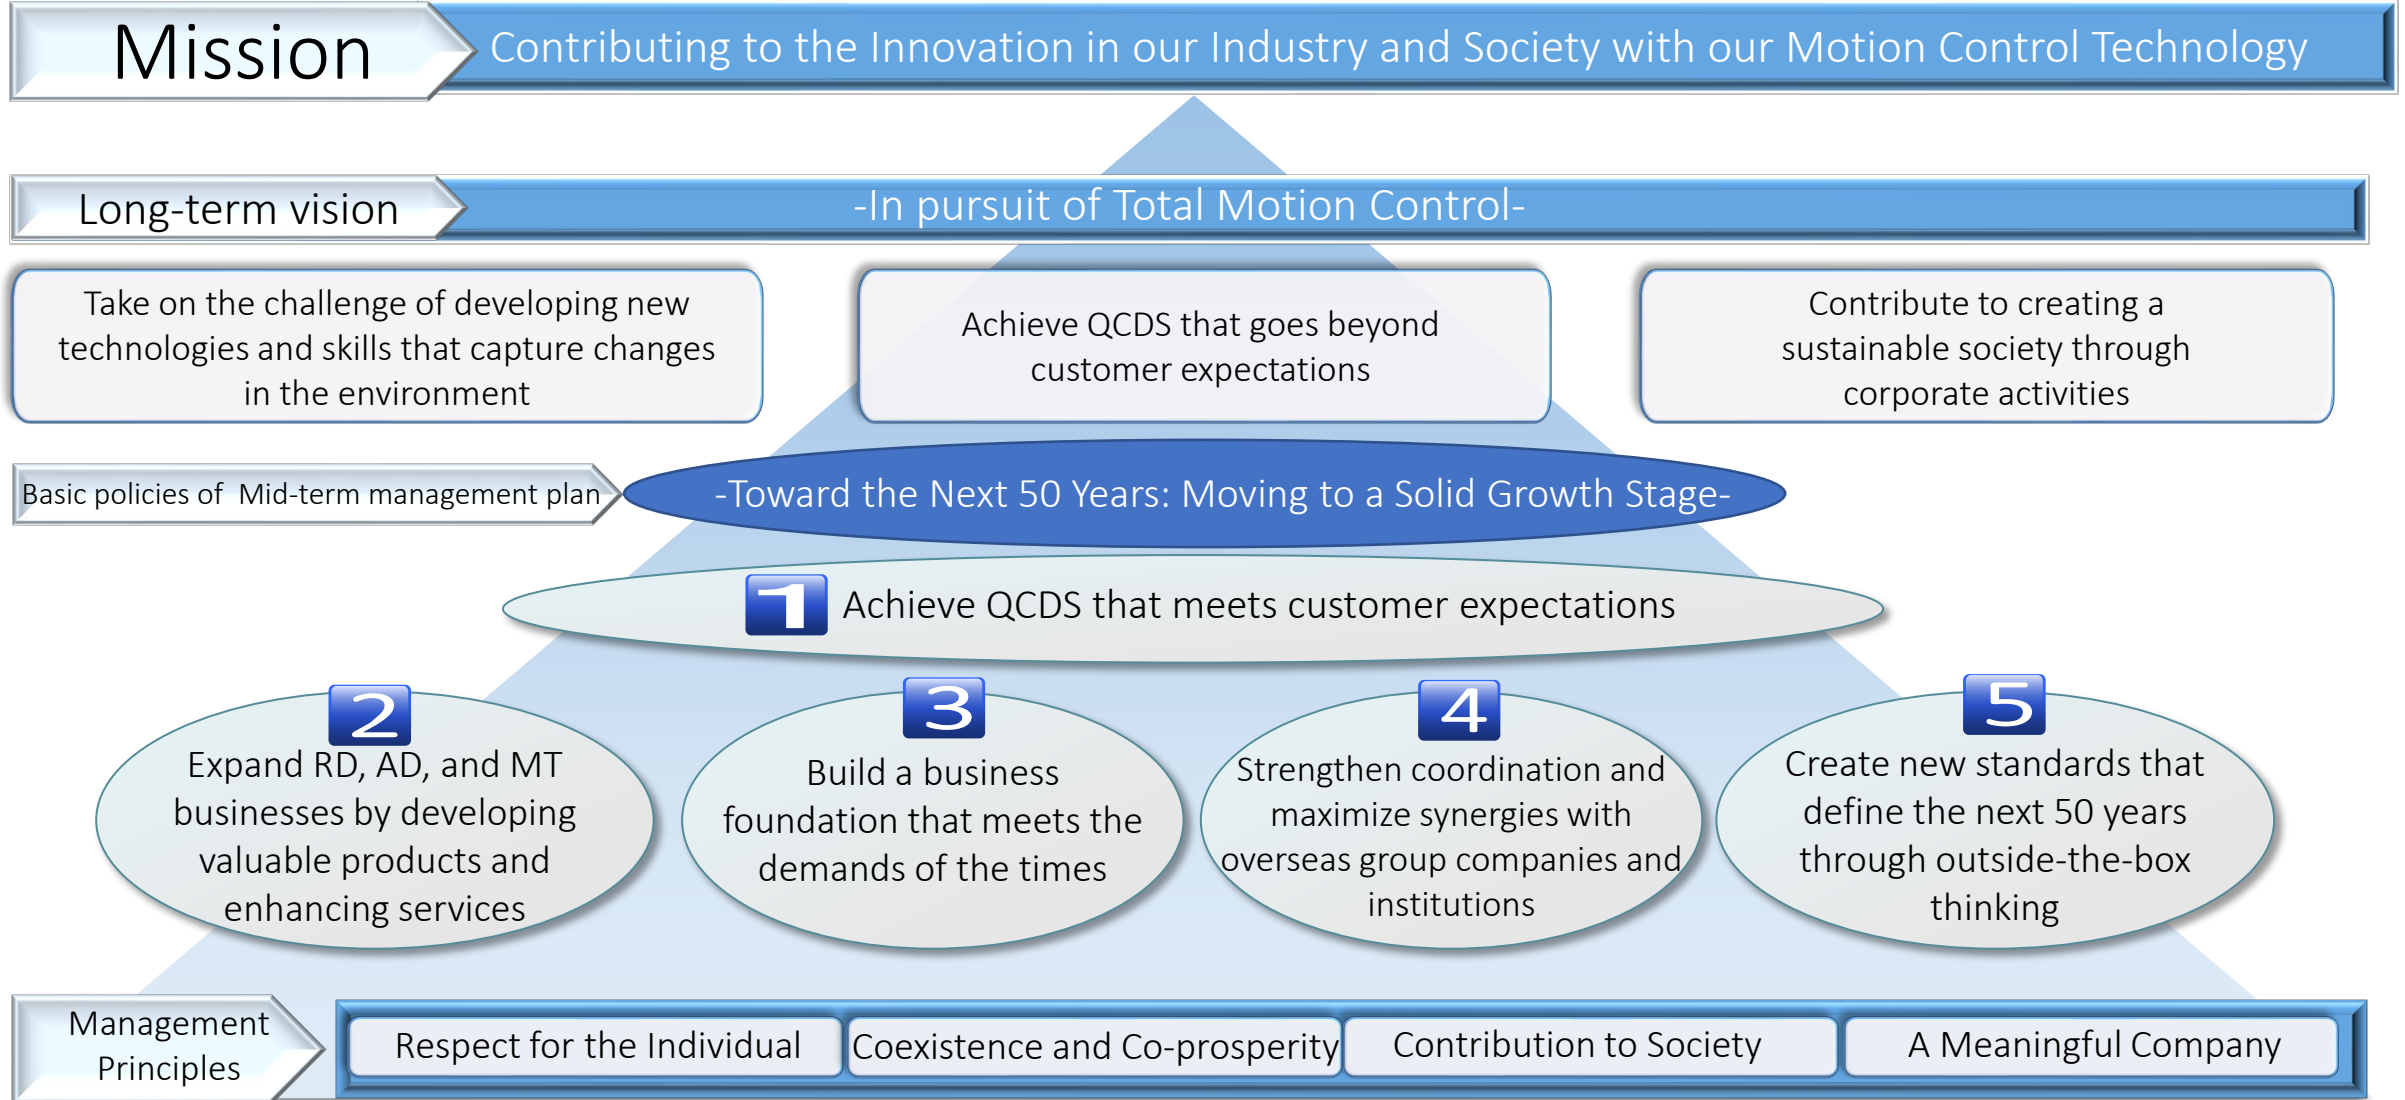 Mission
Contributing to the Innovation in our Industry and Society with our Motion Control Technology
Long-term vision
-In pursuit of Total Motion Control-
Take on the challenge of developing new
technologies and skills that capture changes
in the environment
Achieve QCDS that goes beyond
customer expectations
Contribute to creating a
sustainable society through
corporate activities
Basic policies of Mid-term management plan
-Toward the Next 50 Years: Moving to a Solid Growth Stage-
1
Achieve QCDS that meets customer expectations
2
Expand RD, AD, and MT
businesses by developing
valuable products and
enhancing services
3
Build a business
foundation that meets the
demands of the times
4
Strengthen coordination and
maximize synergies with
overseas group companies and
institutions
5
Create new standards that
define the next 50 years
through outside-the-box
thinking
Management
Principles
Respect for the Individual
Coexistence and Co-prosperity
Contribution to Society
A Meaningful Company